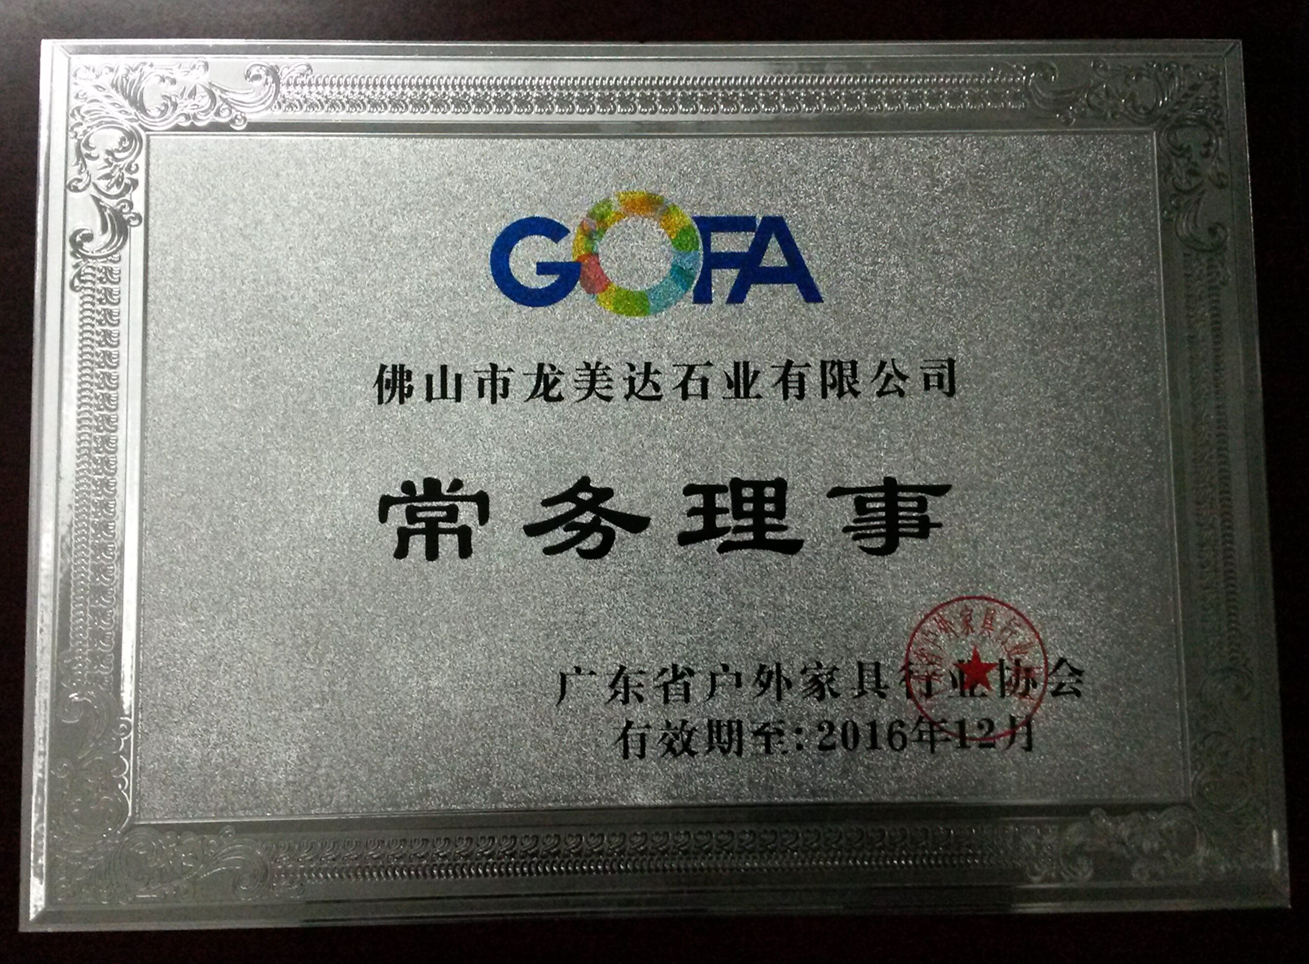 GOFA
佛山市龙美达石业有限公司
常务理事
广东省户外家具行业协会
有效期至:2016年12月